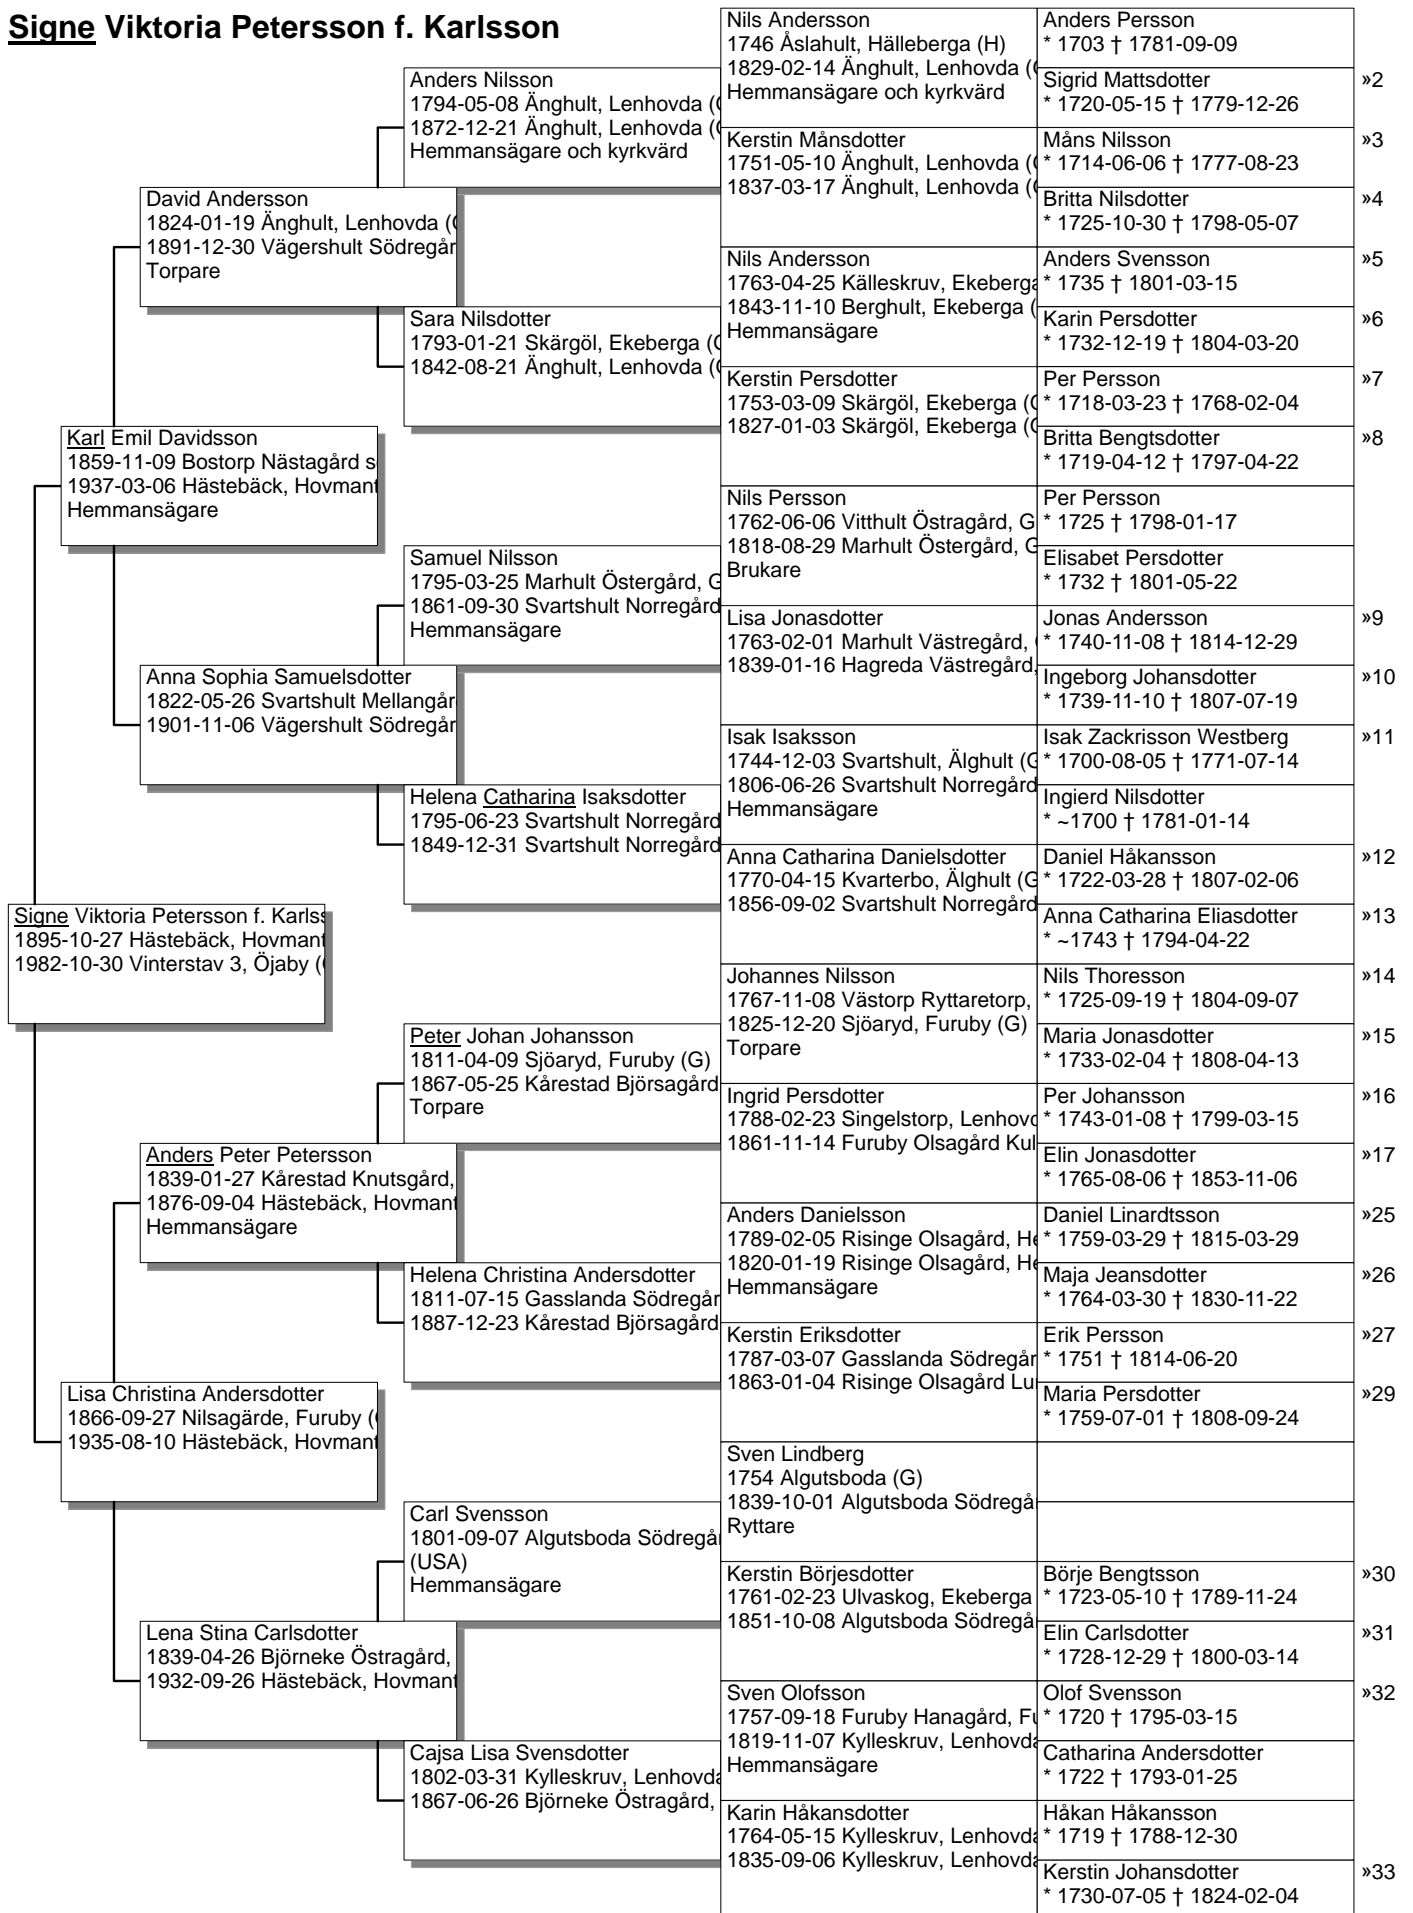 Signe Viktoria Petersson f. Karlsson
Signe Viktoria Petersson f. Karlss
1895-10-27 Hästebäck, Hovmant
1982-10-30 Vinterstav 3, Öjaby (
Karl Emil Davidsson
1859-11-09 Bostorp Nästagård s
1937-03-06 Hästebäck, Hovmant
Hemmansägare
Lisa Christina Andersdotter
1866-09-27 Nilsagärde, Furuby (
1935-08-10 Hästebäck, Hovmant
David Andersson
1824-01-19 Änghult, Lenhovda (
1891-12-30 Vägershult Södregår
Torpare
Anna Sophia Samuelsdotter
1822-05-26 Svartshult Mellangår
1901-11-06 Vägershult Södregår
Anders Peter Petersson
1839-01-27 Kårestad Knutsgård,
1876-09-04 Hästebäck, Hovmant
Hemmansägare
Lena Stina Carlsdotter
1839-04-26 Björneke Östragård,
1932-09-26 Hästebäck, Hovmant
Anders Nilsson
1794-05-08 Änghult, Lenhovda (
1872-12-21 Änghult, Lenhovda (
Hemmansägare och kyrkvärd
Sara Nilsdotter
1793-01-21 Skärgöl, Ekeberga (
1842-08-21 Änghult, Lenhovda (
Samuel Nilsson
1795-03-25 Marhult Östergård, G
1861-09-30 Svartshult Norregård
Hemmansägare
Helena Catharina Isaksdotter
1795-06-23 Svartshult Norregård
1849-12-31 Svartshult Norregård
Peter Johan Johansson
1811-04-09 Sjöaryd, Furuby (G)
1867-05-25 Kårestad Björsagård
Torpare
Helena Christina Andersdotter
1811-07-15 Gasslanda Södregår
1887-12-23 Kårestad Björsagård
Carl Svensson
1801-09-07 Algutsboda Södregår
(USA)
Hemmansägare
Cajsa Lisa Svensdotter
1802-03-31 Kylleskruv, Lenhovda
1867-06-26 Björneke Östragård,
Nils Andersson
1746 Åslahult, Hälleberga (H)
1829-02-14 Änghult, Lenhovda (
Hemmansägare och kyrkvärd
Kerstin Månsdotter
1751-05-10 Änghult, Lenhovda (
1837-03-17 Änghult, Lenhovda (
Nils Andersson
1763-04-25 Källeskruv, Ekeberga
1843-11-10 Berghult, Ekeberga (
Hemmansägare
Kerstin Persdotter
1753-03-09 Skärgöl, Ekeberga (
1827-01-03 Skärgöl, Ekeberga (
Nils Persson
1762-06-06 Vitthult Östragård, G
1818-08-29 Marhult Östergård, G
Brukare
Lisa Jonasdotter
1763-02-01 Marhult Västregård,
1839-01-16 Hagreda Västregård,
Isak Isaksson
1744-12-03 Svartshult, Älghult (G
1806-06-26 Svartshult Norregård
Hemmansägare
Anna Catharina Danielsdotter
1770-04-15 Kvarterbo, Älghult (G
1856-09-02 Svartshult Norregård
Johannes Nilsson
1767-11-08 Västorp Ryttaretorp,
1825-12-20 Sjöaryd, Furuby (G)
Torpare
Ingrid Persdotter
1788-02-23 Singelstorp, Lenhovd
1861-11-14 Furuby Olsagård Kul
Anders Danielsson
1789-02-05 Risinge Olsagård, He
1820-01-19 Risinge Olsagård, He
Hemmansägare
Kerstin Eriksdotter
1787-03-07 Gasslanda Södregår
1863-01-04 Risinge Olsagård Lu
Sven Lindberg
1754 Algutsboda (G)
1839-10-01 Algutsboda Södregår
Ryttare
Kerstin Börjesdotter
1761-02-23 Ulvaskog, Ekeberga
1851-10-08 Algutsboda Södregår
Sven Olofsson
1757-09-18 Furuby Hanagård, Fu
1819-11-07 Kylleskruv, Lenhovda
Hemmansägare
Karin Håkansdotter
1764-05-15 Kylleskruv, Lenhovda
1835-09-06 Kylleskruv, Lenhovda
Anders Persson
* 1703 † 1781-09-09
Sigrid Mattsdotter »2
* 1720-05-15 † 1779-12-26
Måns Nilsson »3
* 1714-06-06 † 1777-08-23
Britta Nilsdotter »4
* 1725-10-30 † 1798-05-07
Anders Svensson »5
* 1735 † 1801-03-15
Karin Persdotter »6
* 1732-12-19 † 1804-03-20
Per Persson »7
* 1718-03-23 † 1768-02-04
Britta Bengtsdotter »8
* 1719-04-12 † 1797-04-22
Per Persson
* 1725 † 1798-01-17
Elisabet Persdotter
* 1732 † 1801-05-22
Jonas Andersson »9
* 1740-11-08 † 1814-12-29
Ingeborg Johansdotter »10
* 1739-11-10 † 1807-07-19
Isak Zackrisson Westberg »11
* 1700-08-05 † 1771-07-14
Ingierd Nilsdotter
* ~1700 † 1781-01-14
Daniel Håkansson »12
* 1722-03-28 † 1807-02-06
Anna Catharina Eliasdotter »13
* ~1743 † 1794-04-22
Nils Thoresson »14
* 1725-09-19 † 1804-09-07
Maria Jonasdotter »15
* 1733-02-04 † 1808-04-13
Per Johansson »16
* 1743-01-08 † 1799-03-15
Elin Jonasdotter »17
* 1765-08-06 † 1853-11-06
Daniel Linardtsson »25
* 1759-03-29 † 1815-03-29
Maja Jeansdotter »26
* 1764-03-30 † 1830-11-22
Erik Persson »27
* 1751 † 1814-06-20
Maria Persdotter »29
* 1759-07-01 † 1808-09-24
Börje Bengtsson »30
* 1723-05-10 † 1789-11-24
Elin Carlsdotter »31
* 1728-12-29 † 1800-03-14
Olof Svensson »32
* 1720 † 1795-03-15
Catharina Andersdotter
* 1722 † 1793-01-25
Håkan Håkansson
* 1719 † 1788-12-30
Kerstin Johansdotter »33
* 1730-07-05 † 1824-02-04